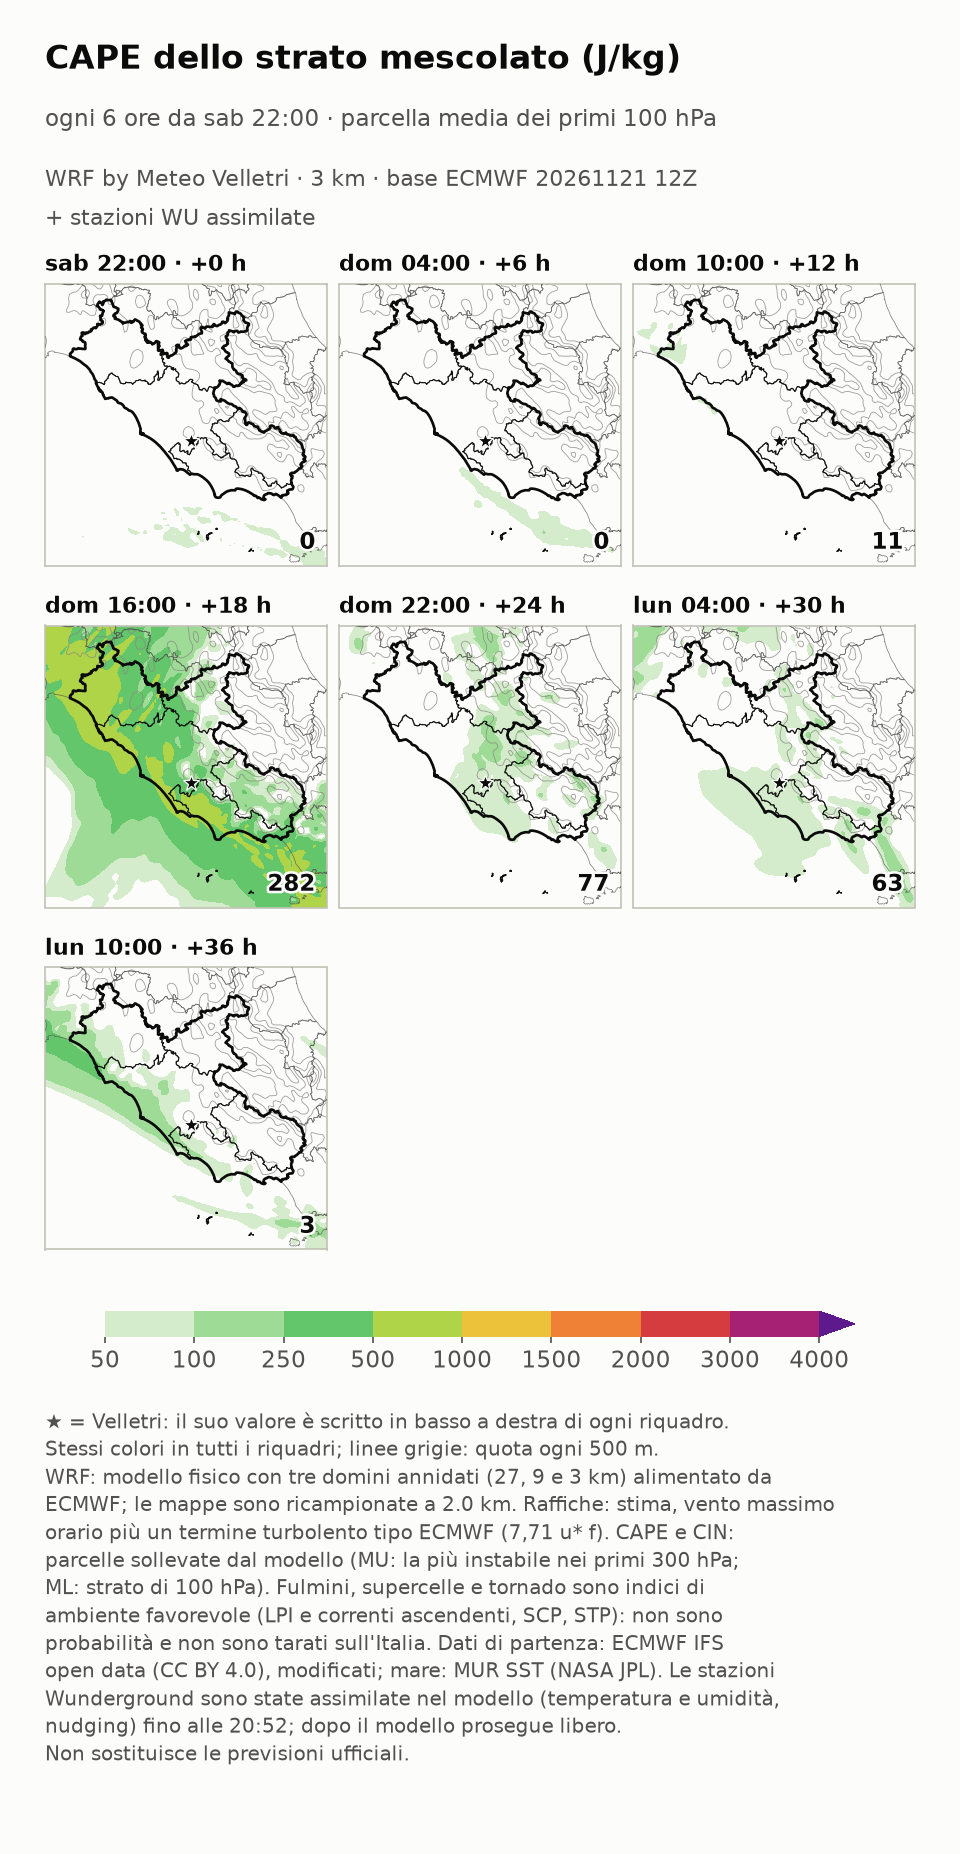 CAPE dello strato mescolato (J/kg)
ogni 6 ore da sab 22:00 · parcella media dei primi 100 hPa
WRF by Meteo Velletri · 3 km · base ECMWF 20261121 12Z
+ stazioni WU assimilate
sab 22:00 · +0 h
dom 04:00 · +6 h
dom 10:00 · +12 h
0
0
11
dom 16:00 · +18 h
dom 22:00 · +24 h
lun 04:00 · +30 h
282
77
63
lun 10:00 · +36 h
3
50 100 250 500 1000 1500 2000 3000 4000
★ = Velletri: il suo valore è scritto in basso a destra di ogni riquadro.
Stessi colori in tutti i riquadri; linee grigie: quota ogni 500 m.
WRF: modello fisico con tre domini annidati (27, 9 e 3 km) alimentato da
ECMWF; le mappe sono ricampionate a 2.0 km. Raffiche: stima, vento massimo
orario più un termine turbolento tipo ECMWF (7,71 u* f). CAPE e CIN:
parcelle sollevate dal modello (MU: la più instabile nei primi 300 hPa;
ML: strato di 100 hPa). Fulmini, supercelle e tornado sono indici di
ambiente favorevole (LPI e correnti ascendenti, SCP, STP): non sono
probabilità e non sono tarati sull'Italia. Dati di partenza: ECMWF IFS
open data (CC BY 4.0), modificati; mare: MUR SST (NASA JPL). Le stazioni
Wunderground sono state assimilate nel modello (temperatura e umidità,
nudging) fino alle 20:52; dopo il modello prosegue libero.
Non sostituisce le previsioni ufficiali.